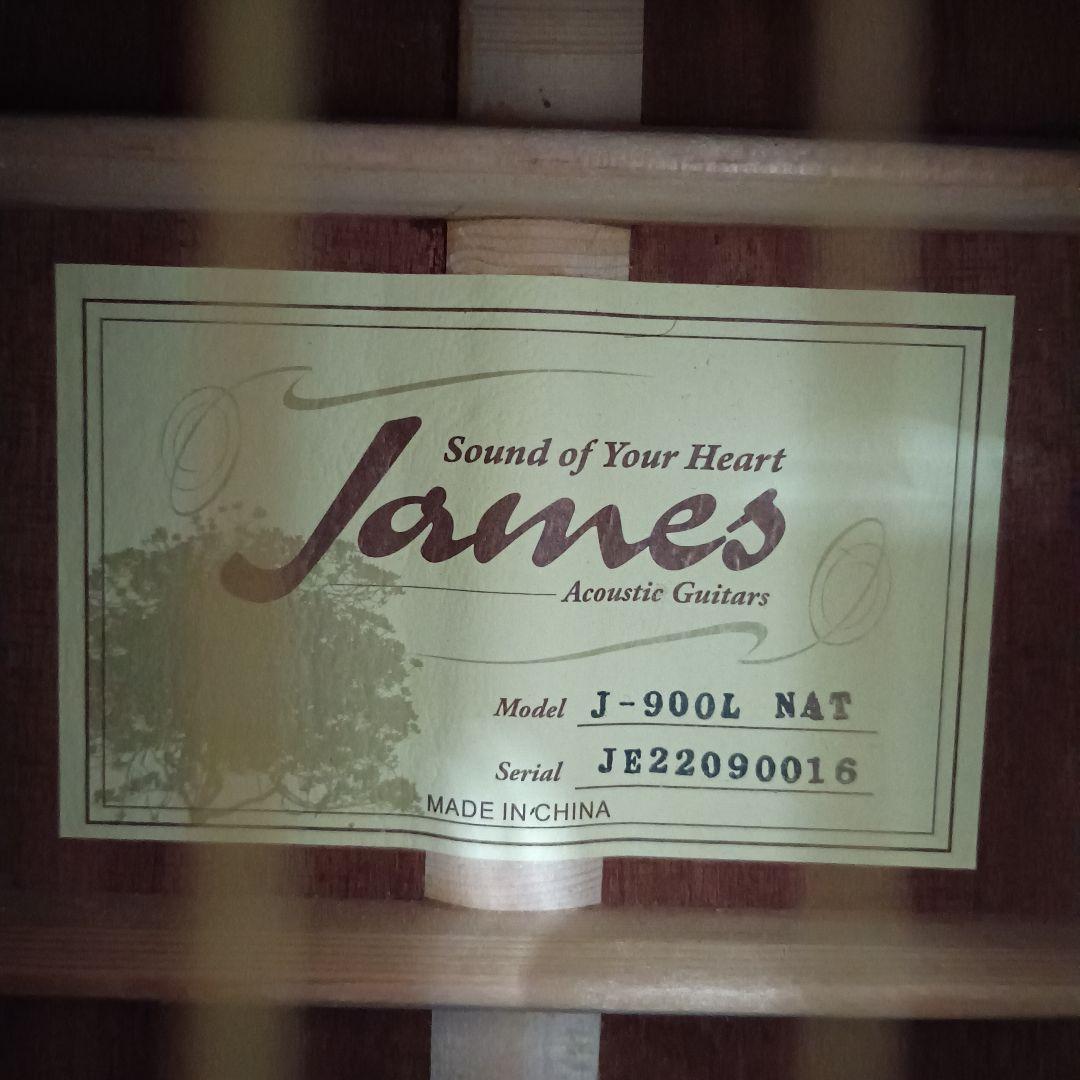 Sound of Your Heart
James
Acoustic Guitars
Model J-900L NAT
Serial JE22090016
MADE IN CHINA